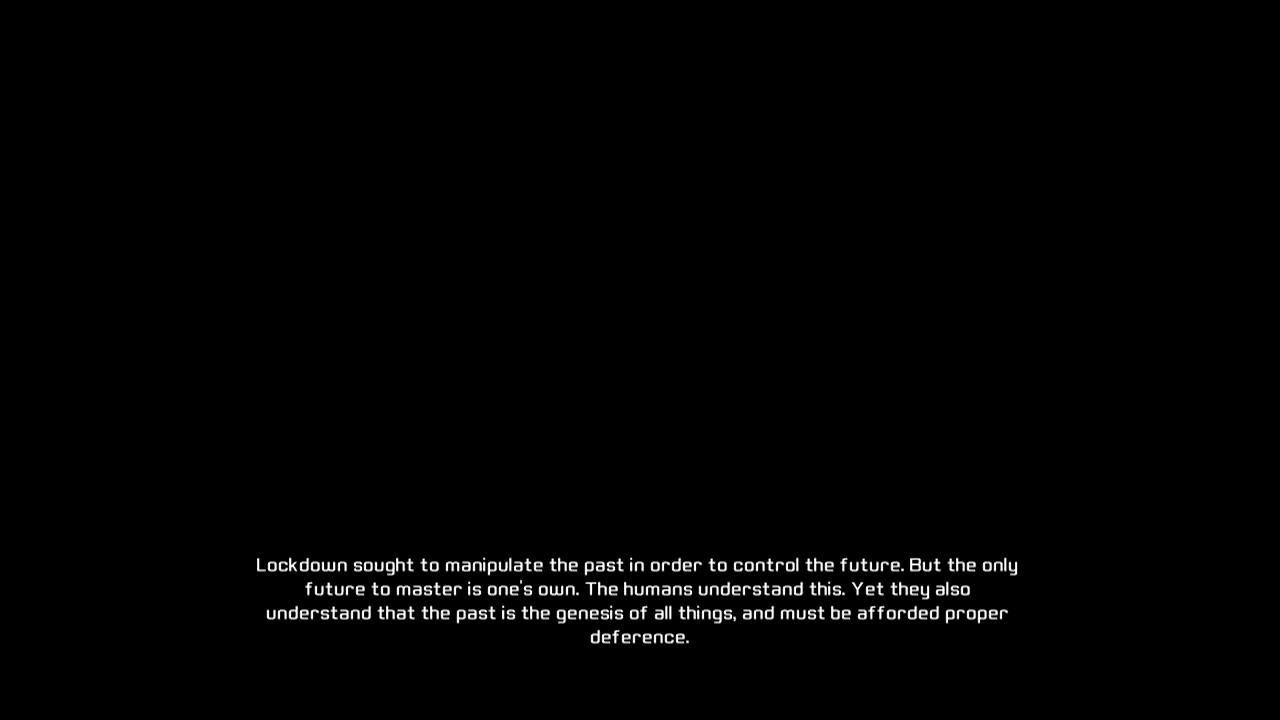 Lockdown sought to manipulate the past in order to control the future. But the only
future to master is one's own. The humans understand this. Yet they also
understand that the past is the genesis of all things, and must be afforded proper
deference.